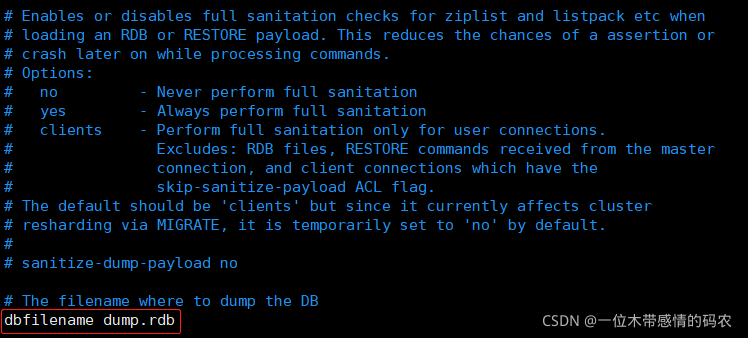 # Enables or disables full sanitation checks for ziplist and listpack etc when
# loading an RDB or RESTORE payload. This reduces the chances of a assertion or
# crash later on while processing commands.
# Options:
#   no         - Never perform full sanitation
#   yes        - Always perform full sanitation
#   clients    - Perform full sanitation only for user connections.
#                Excludes: RDB files, RESTORE commands received from the master
#                connection, and client connections which have the
#                skip-sanitize-payload ACL flag.
# The default should be 'clients' but since it currently affects cluster
# resharding via MIGRATE, it is temporarily set to 'no' by default.
#
# sanitize-dump-payload no

# The filename where to dump the DB
dbfilename dump.rdb
CSDN @一位木带感情的码农